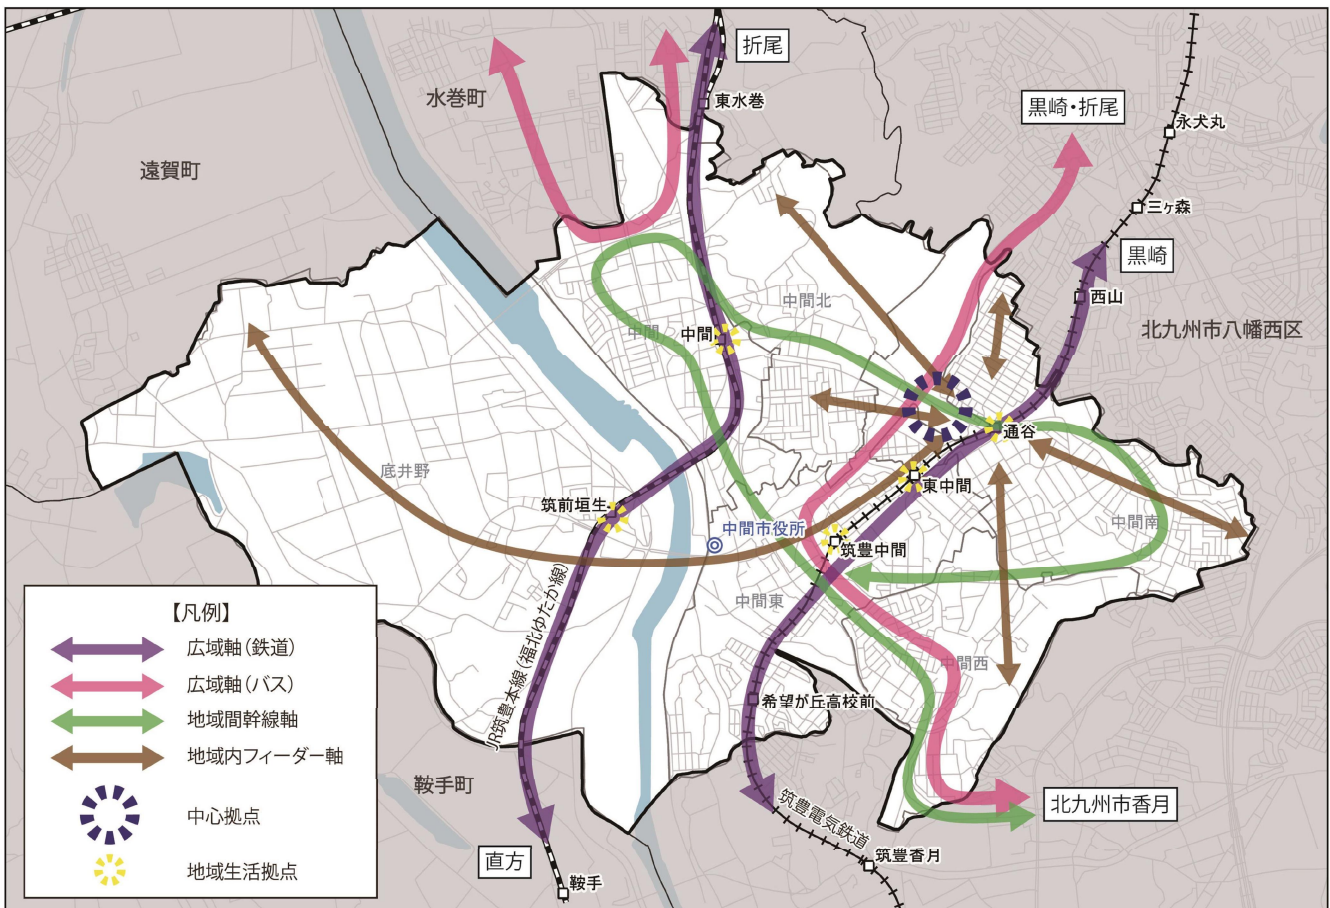 折尾
水巻町
東水巻
黒崎・折尾
永犬丸
遠賀町
三ヶ森
黒崎
西山
中間北
北九州市八幡西区
中間
中間
通谷
底井野
東中間
筑前垣生
中間市役所
中間南
筑豊中間
中間東
JR筑豊本線(福北ゆたか線)
中間西
希望が丘高校前
鞍手町
筑豊電気鉄道
北九州市香月
筑豊香月
直方
鞍手
【凡例】
広域軸(鉄道)
広域軸(バス)
地域間幹線軸
地域内フィーダー軸
中心拠点
地域生活拠点